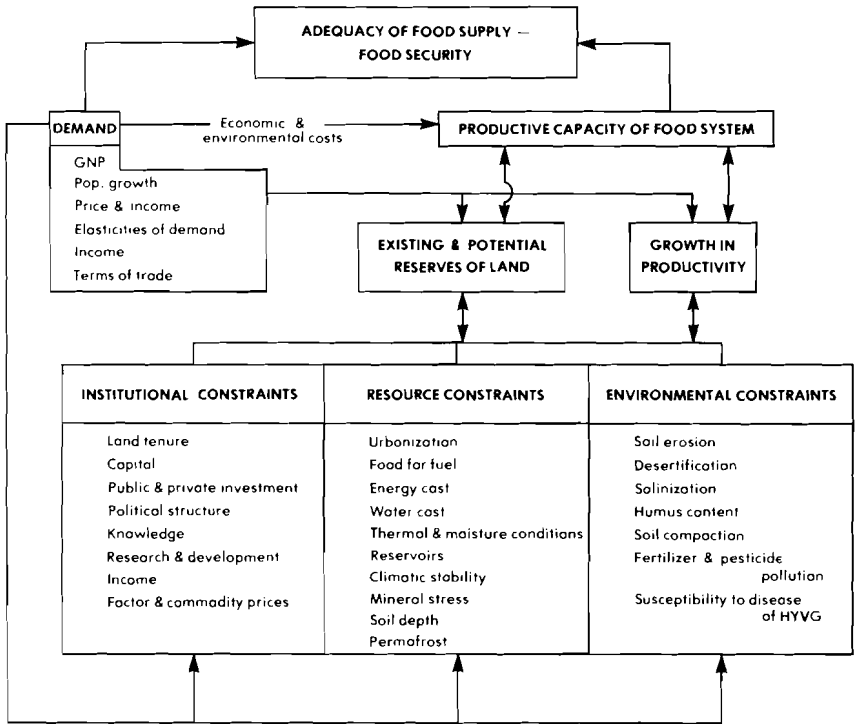 ADEQUACY OF FOOD SUPPLY –
FOOD SECURITY
DEMAND
Economic &
environmental costs
PRODUCTIVE CAPACITY OF FOOD SYSTEM
GNP
Pop. growth
Price & income
Elasticities of demand
Income
Terms of trade
EXISTING & POTENTIAL
RESERVES OF LAND
GROWTH IN
PRODUCTIVITY
INSTITUTIONAL CONSTRAINTS
Land tenure
Capital
Public & private investment
Political structure
Knowledge
Research & development
Income
Factor & commodity prices
RESOURCE CONSTRAINTS
Urbanization
Food for fuel
Energy cost
Water cost
Thermal & moisture conditions
Reservoirs
Climatic stability
Mineral stress
Soil depth
Permafrost
ENVIRONMENTAL CONSTRAINTS
Soil erosion
Desertification
Salinization
Humus content
Soil compaction
Fertilizer & pesticide
pollution
Susceptibility to disease
of HYVG